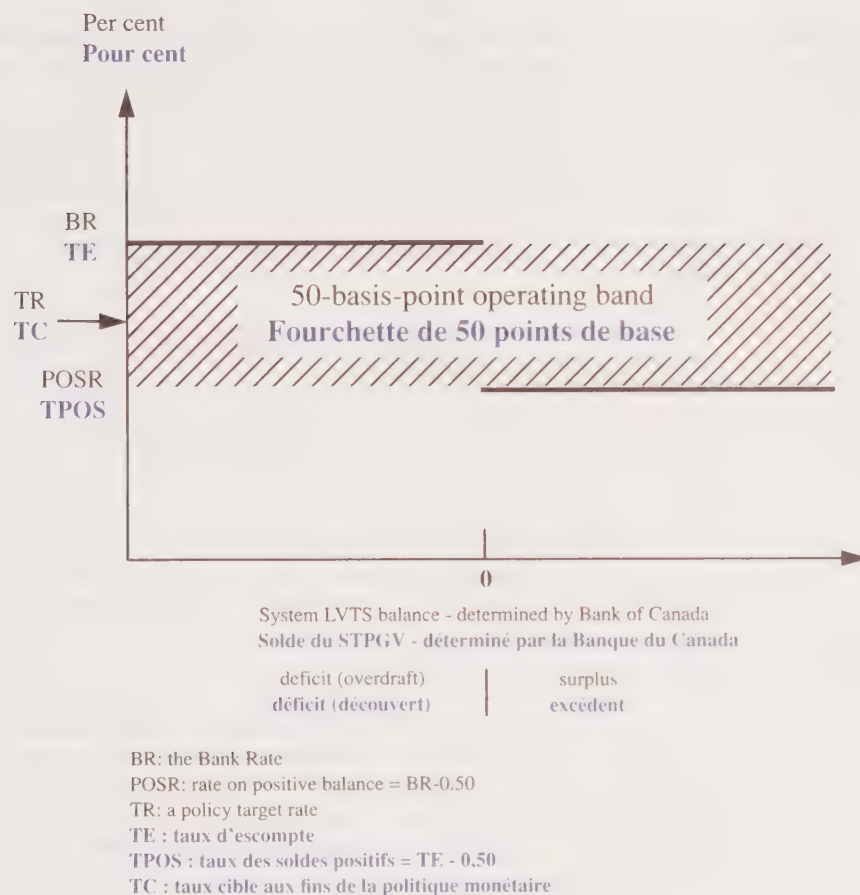 Per cent
Pour cent
BR
TE
TR
TC
50-basis-point operating band
Fourchette de 50 points de base
POSR
TPOS
0
System LVTS balance - determined by Bank of Canada
Solde du STPGV - déterminé par la Banque du Canada
deficit (overdraft) surplus
déficit (découvert) excédent
BR: the Bank Rate
POSR: rate on positive balance = BR-0.50
TR: a policy target rate
TE : taux d'escompte
TPOS : taux des soldes positifs = TE - 0,50
TC : taux cible aux fins de la politique monétaire